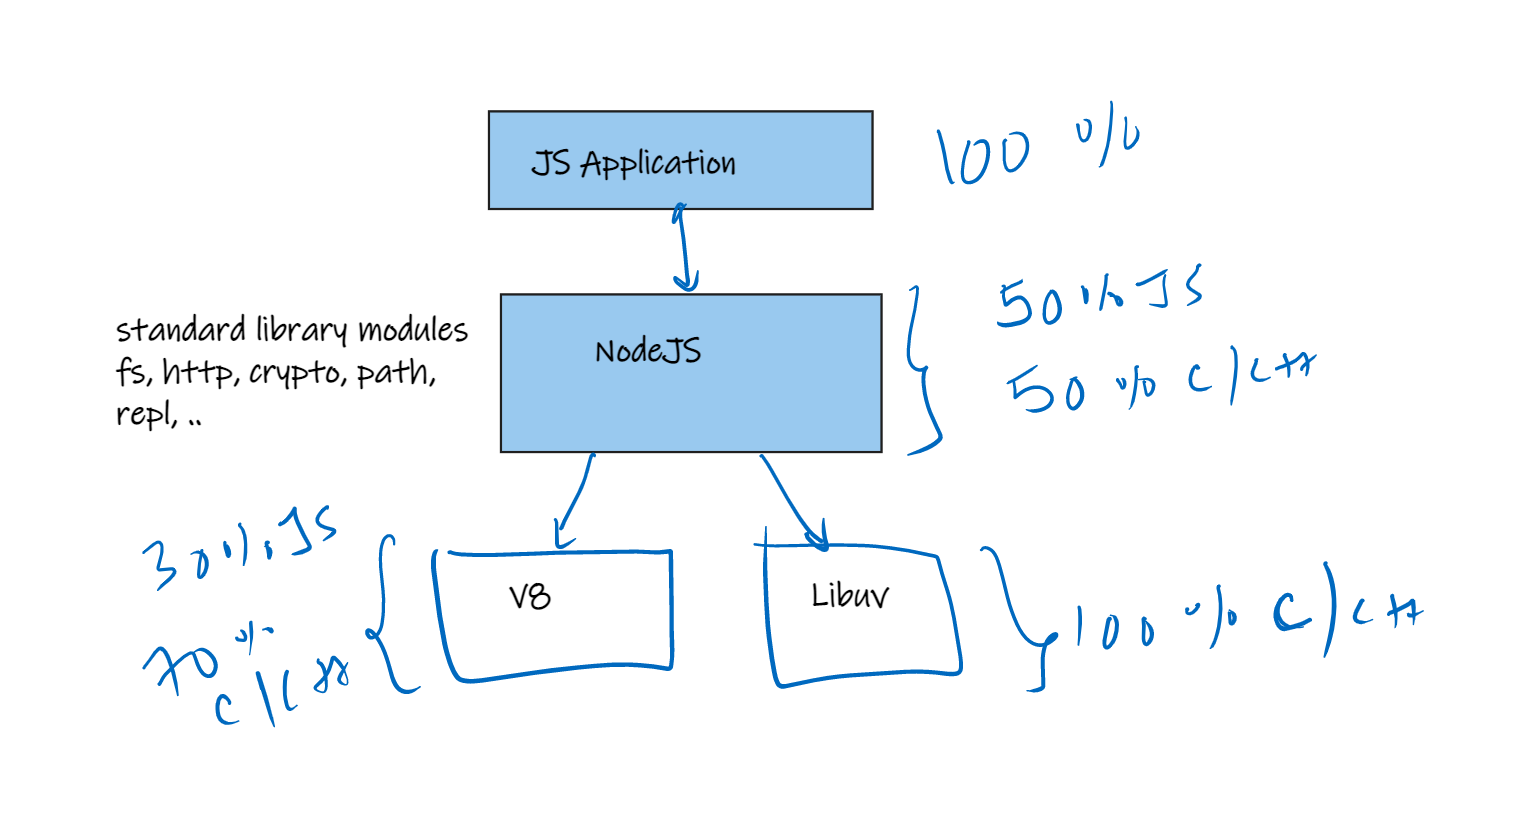 JS Application
100 %
standard library modules
fs, http, crypto, path,
repl, ..
NodeJS
50 % JS
50 % C/C++
30 % JS
70 %
C/C++
V8
Libuv
100 % C/C++